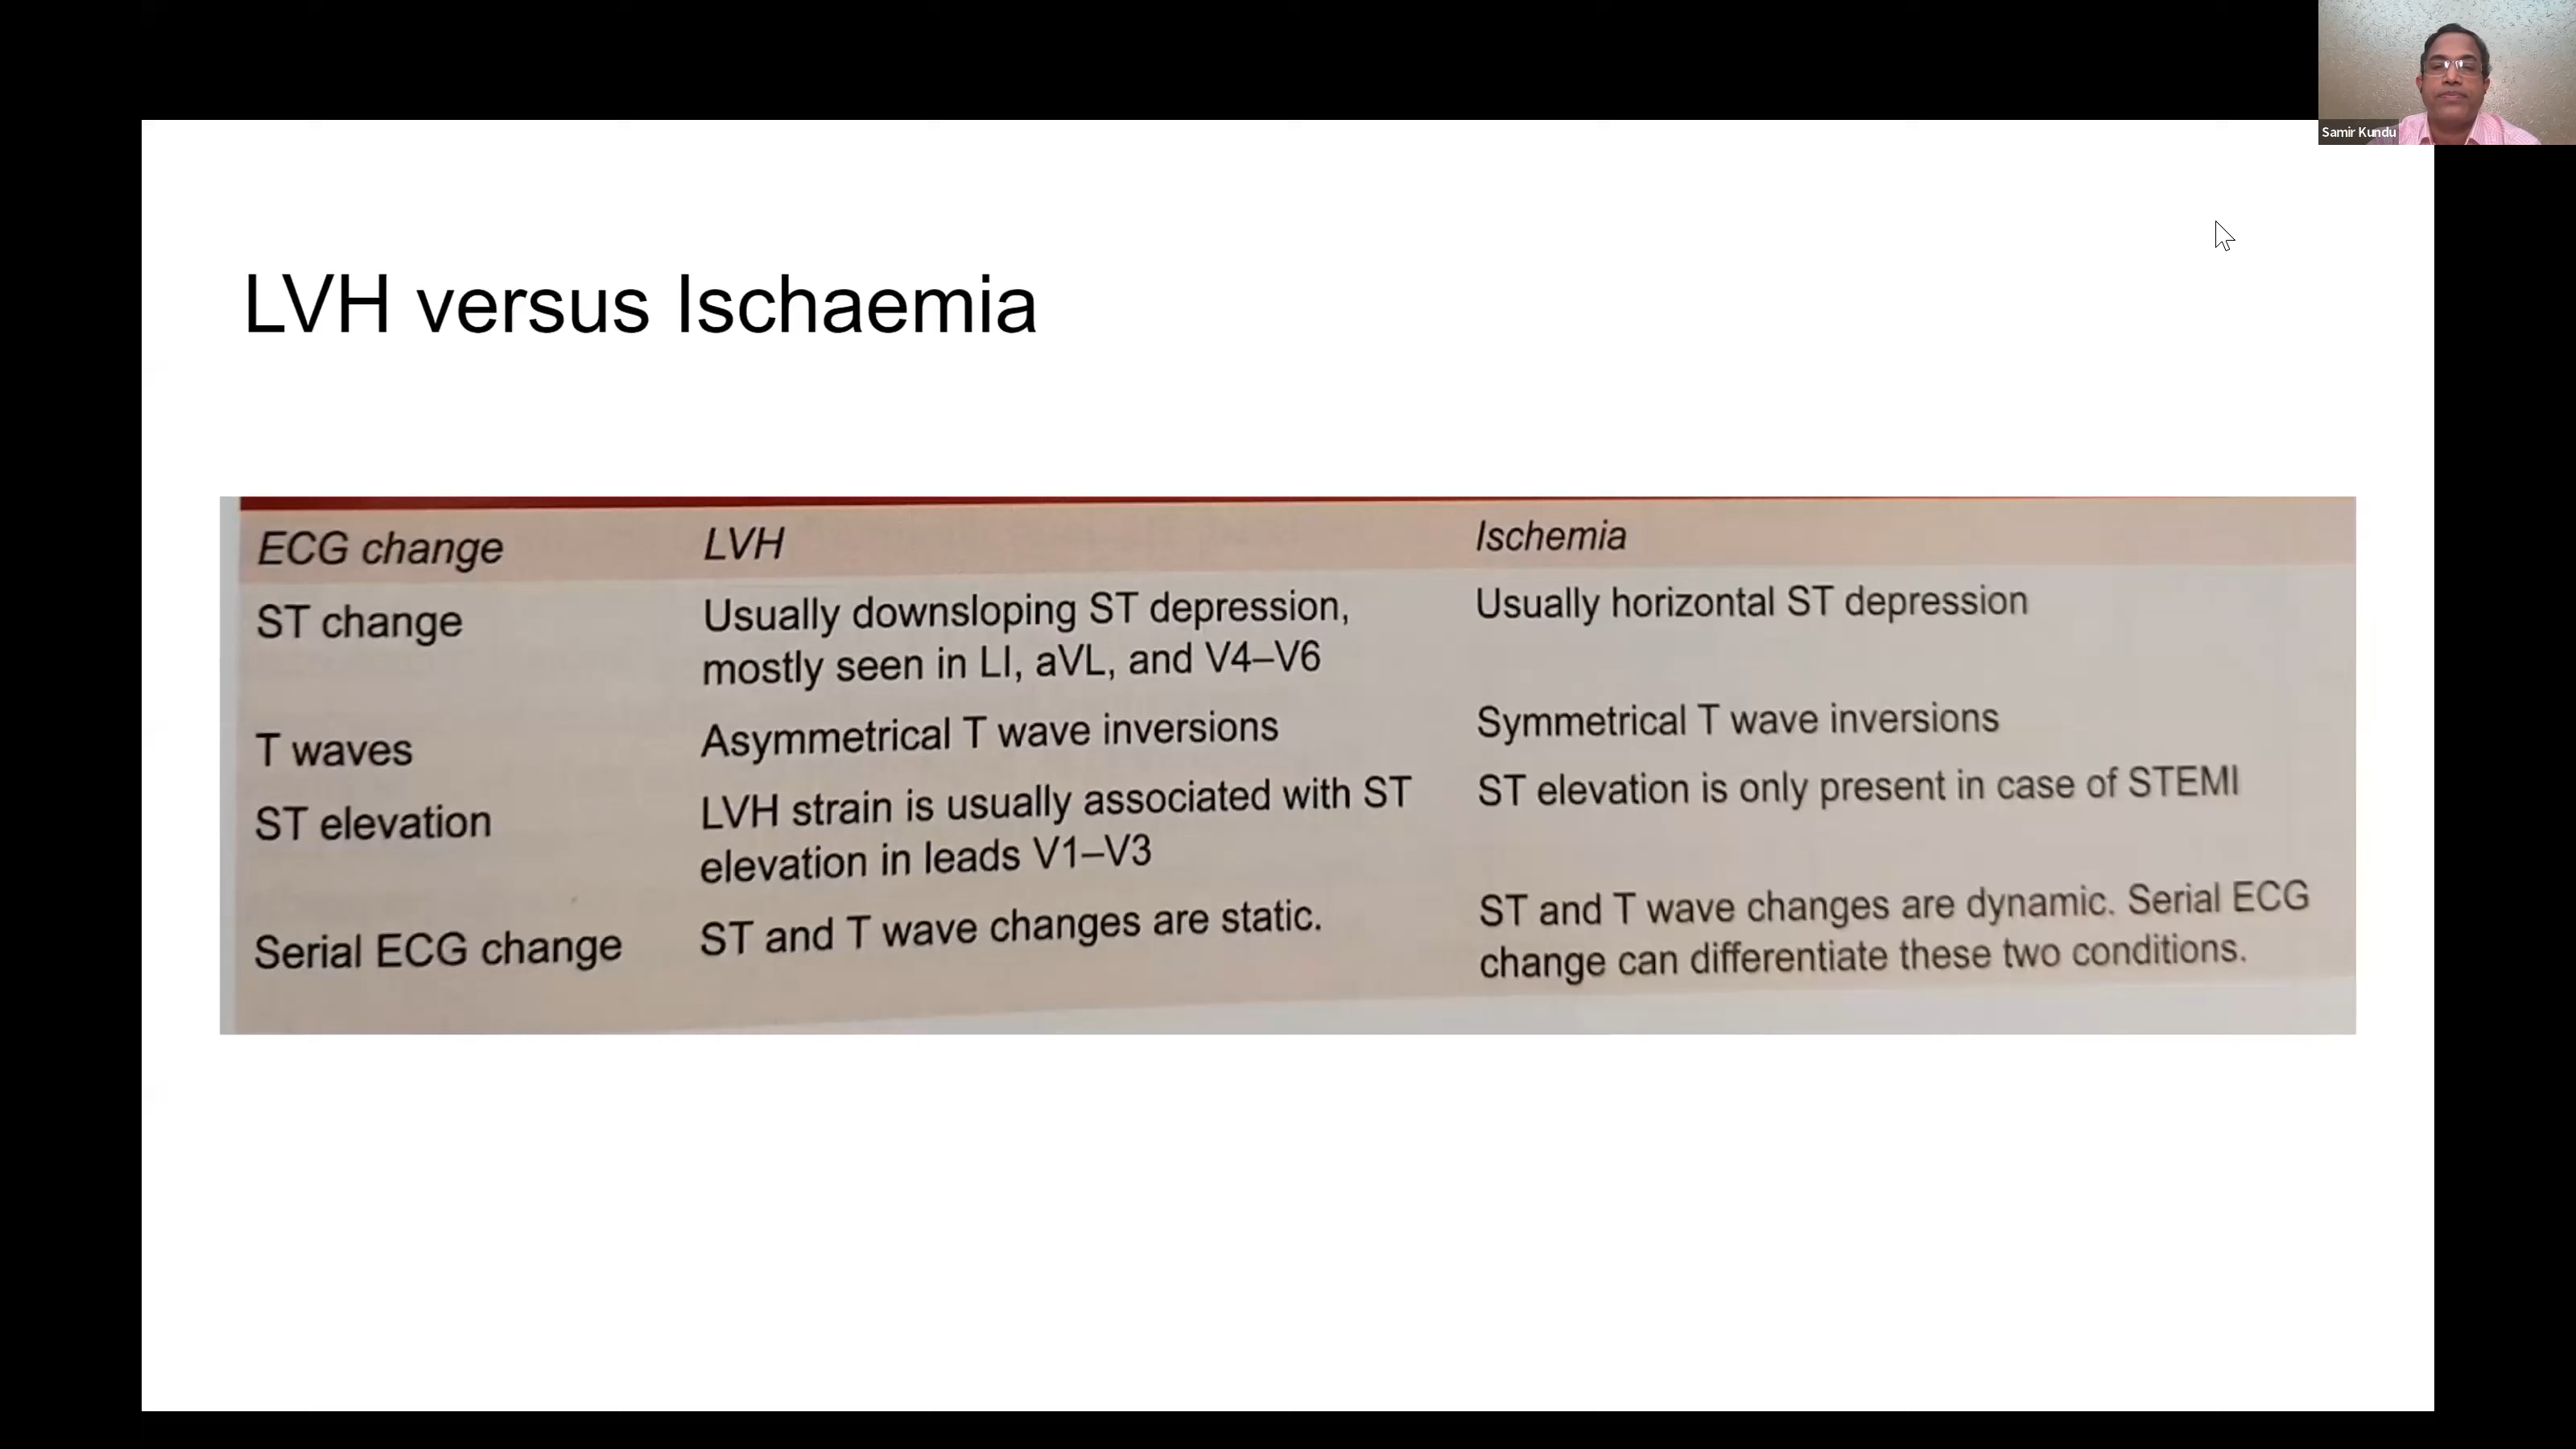 Samir Kundu
LVH versus Ischaemia
ECG change LVH Ischemia
ST change Usually downsloping ST depression, Usually horizontal ST depression
mostly seen in LI, aVL, and V4–V6
T waves Asymmetrical T wave inversions Symmetrical T wave inversions
ST elevation LVH strain is usually associated with ST ST elevation is only present in case of STEMI
elevation in leads V1–V3
Serial ECG change ST and T wave changes are static. ST and T wave changes are dynamic. Serial ECG
change can differentiate these two conditions.